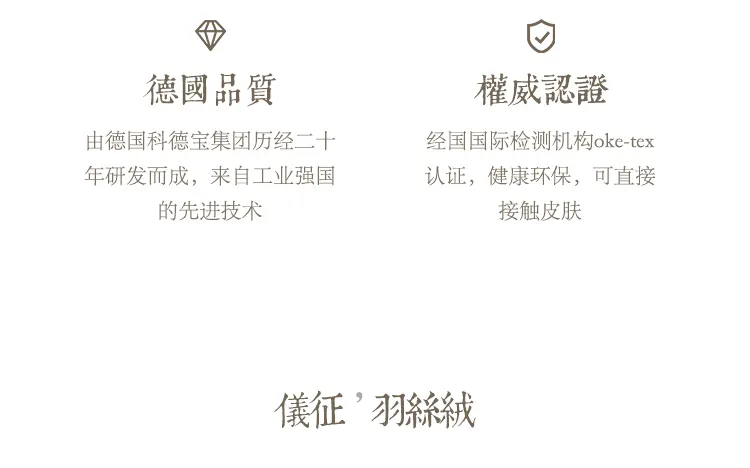 德國品質
由德国科德宝集团历经二十
年研发而成，来自工业强国
的先进技术
權威認證
经国国际检测机构oke-tex
认证，健康环保，可直接
接触皮肤
儀征’羽絲絨